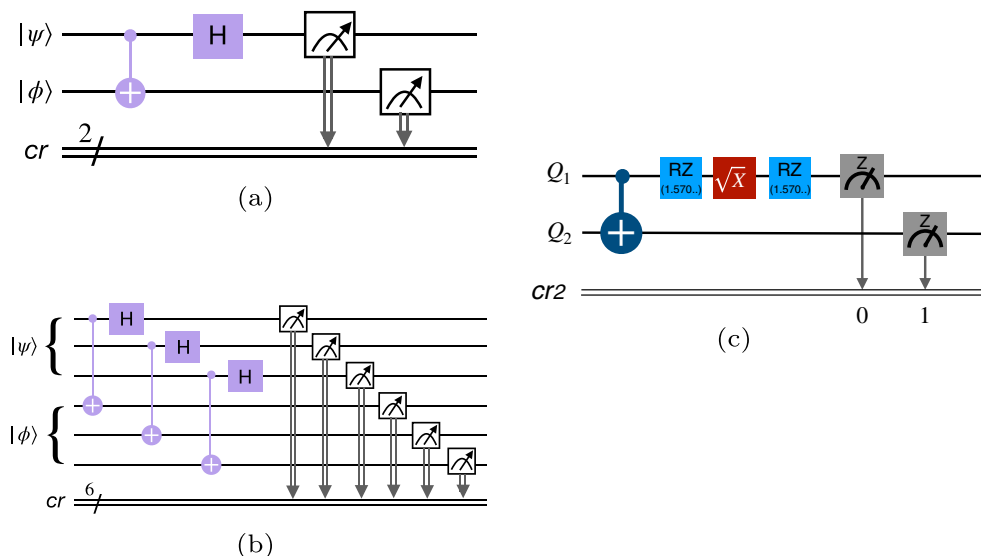 |ψ⟩ H
|ϕ⟩
cr 2
(a)
Q1 RZ (1.570..) √X RZ (1.570..) Z
Q2 Z
cr2
0 1
(c)
H
|ψ⟩ H
H
|ϕ⟩
cr 6
(b)